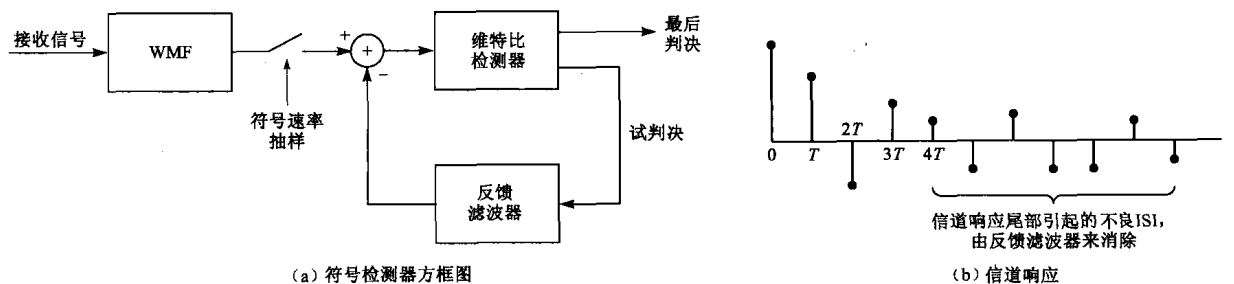 接收信号
WMF
+
+
−
符号速率
抽样
维特比
检测器
最后
判决
试判决
反馈
滤波器
(a) 符号检测器方框图
0
T
2T
3T
4T
信道响应尾部引起的不良ISI,
由反馈滤波器来消除
(b) 信道响应